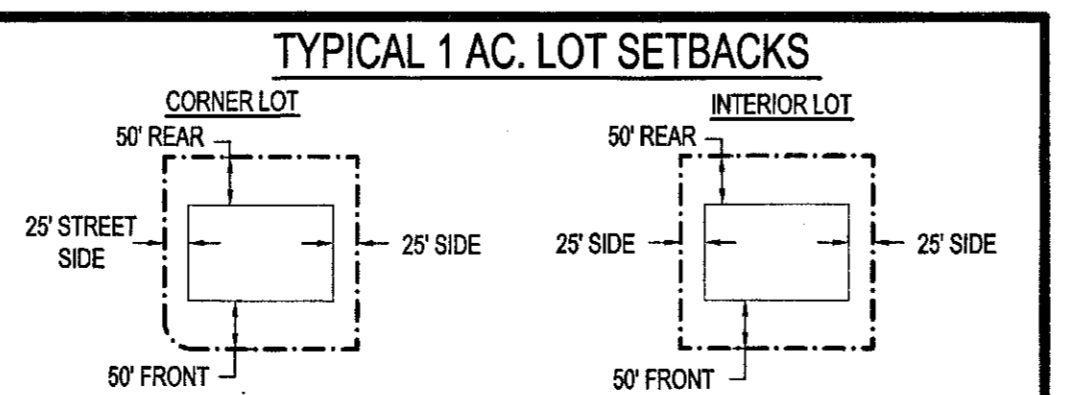 TYPICAL 1 AC. LOT SETBACKS
CORNER LOT
50' REAR
25' STREET
SIDE
25' SIDE
50' FRONT
INTERIOR LOT
50' REAR
25' SIDE
25' SIDE
50' FRONT